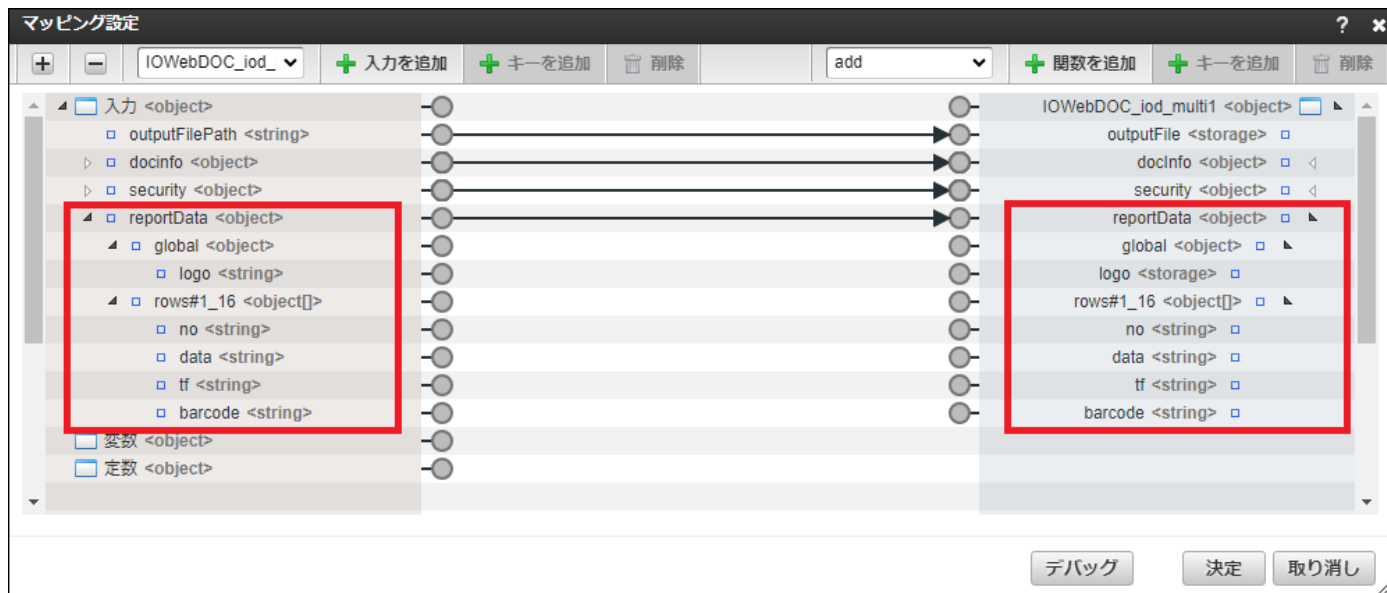 マッピング設定 ? ×
IOWebDOC_iod_ 入力を追加 キーを追加 削除 add 関数を追加 キーを追加 削除
入力 <object> IOWebDOC_iod_multi1 <object>
outputFilePath <string> outputFile <storage>
docinfo <object> docInfo <object>
security <object> security <object>
reportData <object> reportData <object>
global <object> global <object>
logo <string> logo <storage>
rows#1_16 <object[]> rows#1_16 <object[]>
no <string> no <string>
data <string> data <string>
tf <string> tf <string>
barcode <string> barcode <string>
変数 <object>
定数 <object>
デバッグ 決定 取り消し